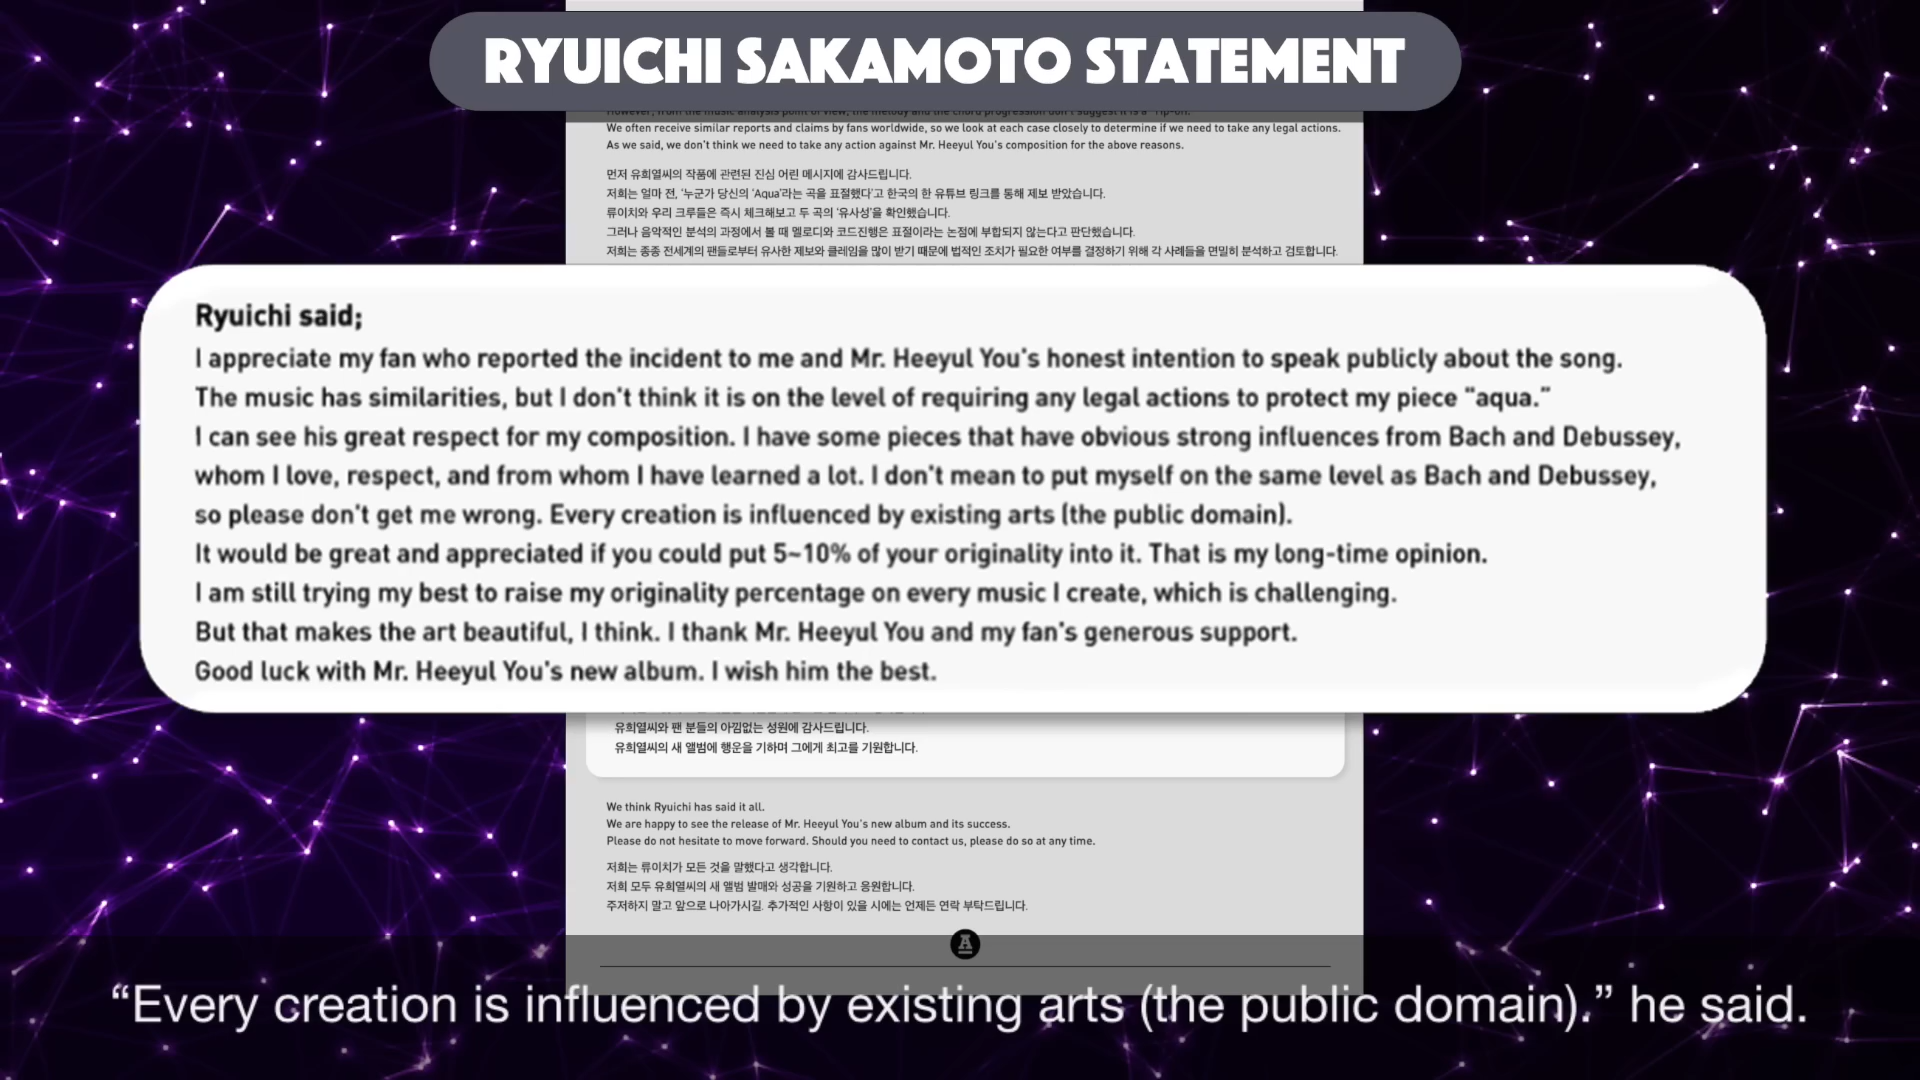 RYUICHI SAKAMOTO STATEMENT
However, from the music analysis point of view, the melody and the chord progression don't suggest it is a "rip-off."
We often receive similar reports and claims by fans worldwide, so we look at each case closely to determine if we need to take any legal actions.
As we said, we don't think we need to take any action against Mr. Heeyul You's composition for the above reasons.
먼저 유희열씨의 작품에 관련된 진심 어린 메시지에 감사드립니다.
저희는 얼마 전, '누군가 당신의 'Aqua'라는 곡을 표절했다'고 한국의 한 유튜브 링크를 통해 제보 받았습니다.
류이치와 우리 크루들은 즉시 체크해보고 두 곡의 '유사성'을 확인했습니다.
그러나 음악적인 분석의 과정에서 볼 때 멜로디와 코드진행은 표절이라는 논점에 부합되지 않는다고 판단했습니다.
저희는 종종 전세계의 팬들로부터 유사한 제보와 클레임을 많이 받기 때문에 법적인 조치가 필요한 여부를 결정하기 위해 각 사례들을 면밀히 분석하고 검토합니다.
Ryuichi said;
I appreciate my fan who reported the incident to me and Mr. Heeyul You's honest intention to speak publicly about the song.
The music has similarities, but I don't think it is on the level of requiring any legal actions to protect my piece "aqua."
I can see his great respect for my composition. I have some pieces that have obvious strong influences from Bach and Debussey,
whom I love, respect, and from whom I have learned a lot. I don't mean to put myself on the same level as Bach and Debussey,
so please don't get me wrong. Every creation is influenced by existing arts (the public domain).
It would be great and appreciated if you could put 5~10% of your originality into it. That is my long-time opinion.
I am still trying my best to raise my originality percentage on every music I create, which is challenging.
But that makes the art beautiful, I think. I thank Mr. Heeyul You and my fan's generous support.
Good luck with Mr. Heeyul You's new album. I wish him the best.
유희열씨와 팬 분들의 아낌없는 성원에 감사드립니다.
유희열씨의 새 앨범에 행운을 기하며 그에게 최고를 기원합니다.
We think Ryuichi has said it all.
We are happy to see the release of Mr. Heeyul You's new album and its success.
Please do not hesitate to move forward. Should you need to contact us, please do so at any time.
저희는 류이치가 모든 것을 말했다고 생각합니다.
저희 모두 유희열씨의 새 앨범 발매와 성공을 기원하고 응원합니다.
주저하지 말고 앞으로 나아가시길. 추가적인 사항이 있을 시에는 언제든 연락 부탁드립니다.
A
“Every creation is influenced by existing arts (the public domain).” he said.